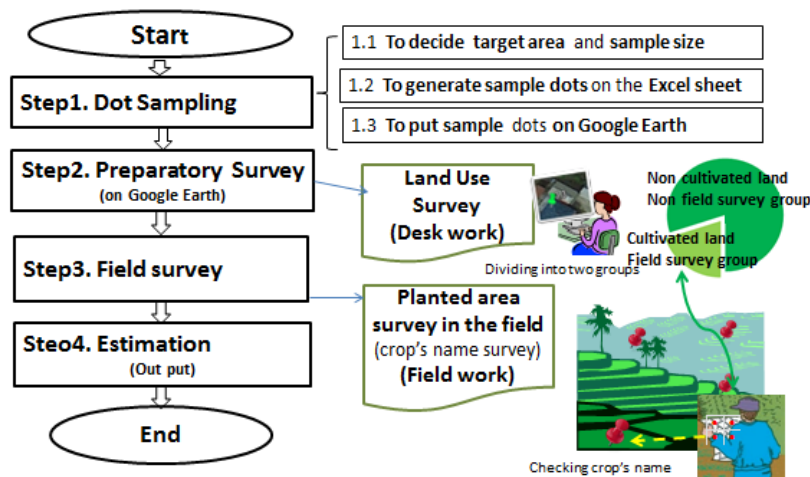 Start
1.1 To decide target area and sample size
Step1. Dot Sampling
1.2 To generate sample dots on the Excel sheet
1.3 To put sample dots on Google Earth
Step2. Preparatory Survey
(on Google Earth)
Land Use
Survey
(Desk work)
Non cultivated land
Non field survey group
Cultivated land
Field survey group
Dividing into two groups
Step3. Field survey
Planted area
survey in the field
(crop's name survey)
(Field work)
Steo4. Estimation
(Out put)
End
Checking crop's name